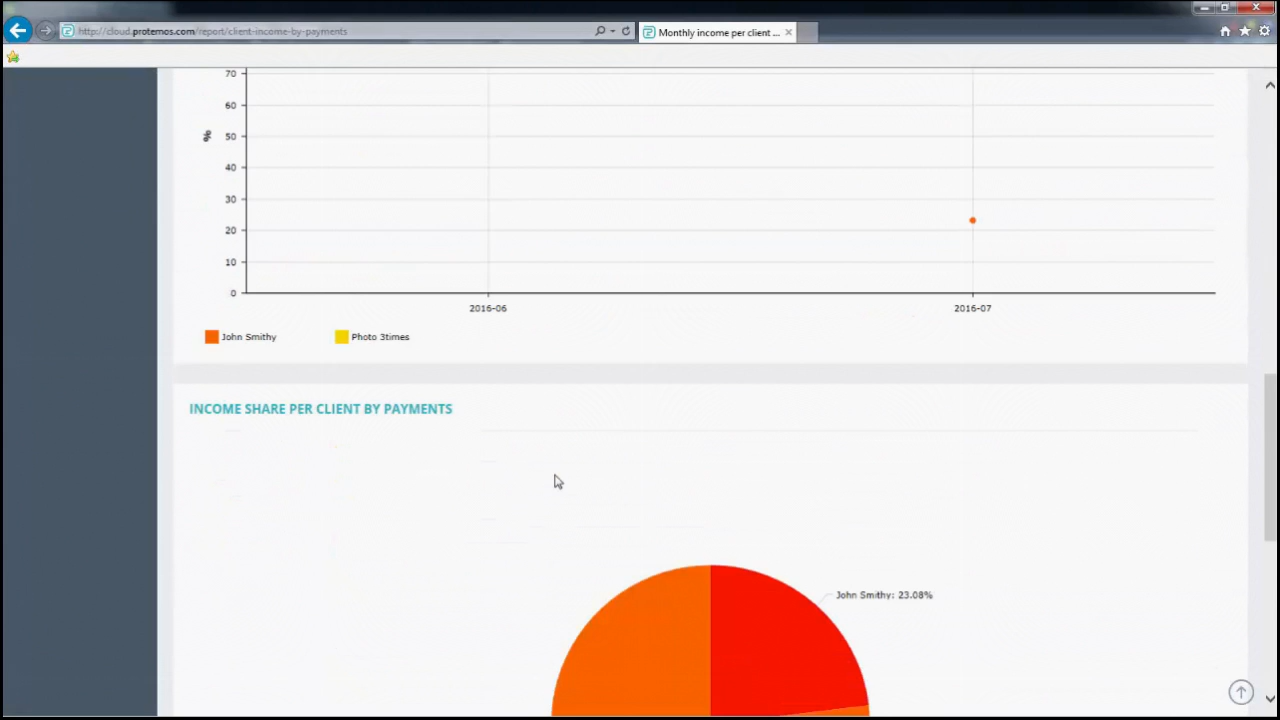 http://cloud.protemos.com/report/client-income-by-payments
Monthly income per client ...
70
60
50
40
30
20
10
0
%
2016-06
2016-07
John Smithy
Photo 3times
INCOME SHARE PER CLIENT BY PAYMENTS
John Smithy: 23.08%